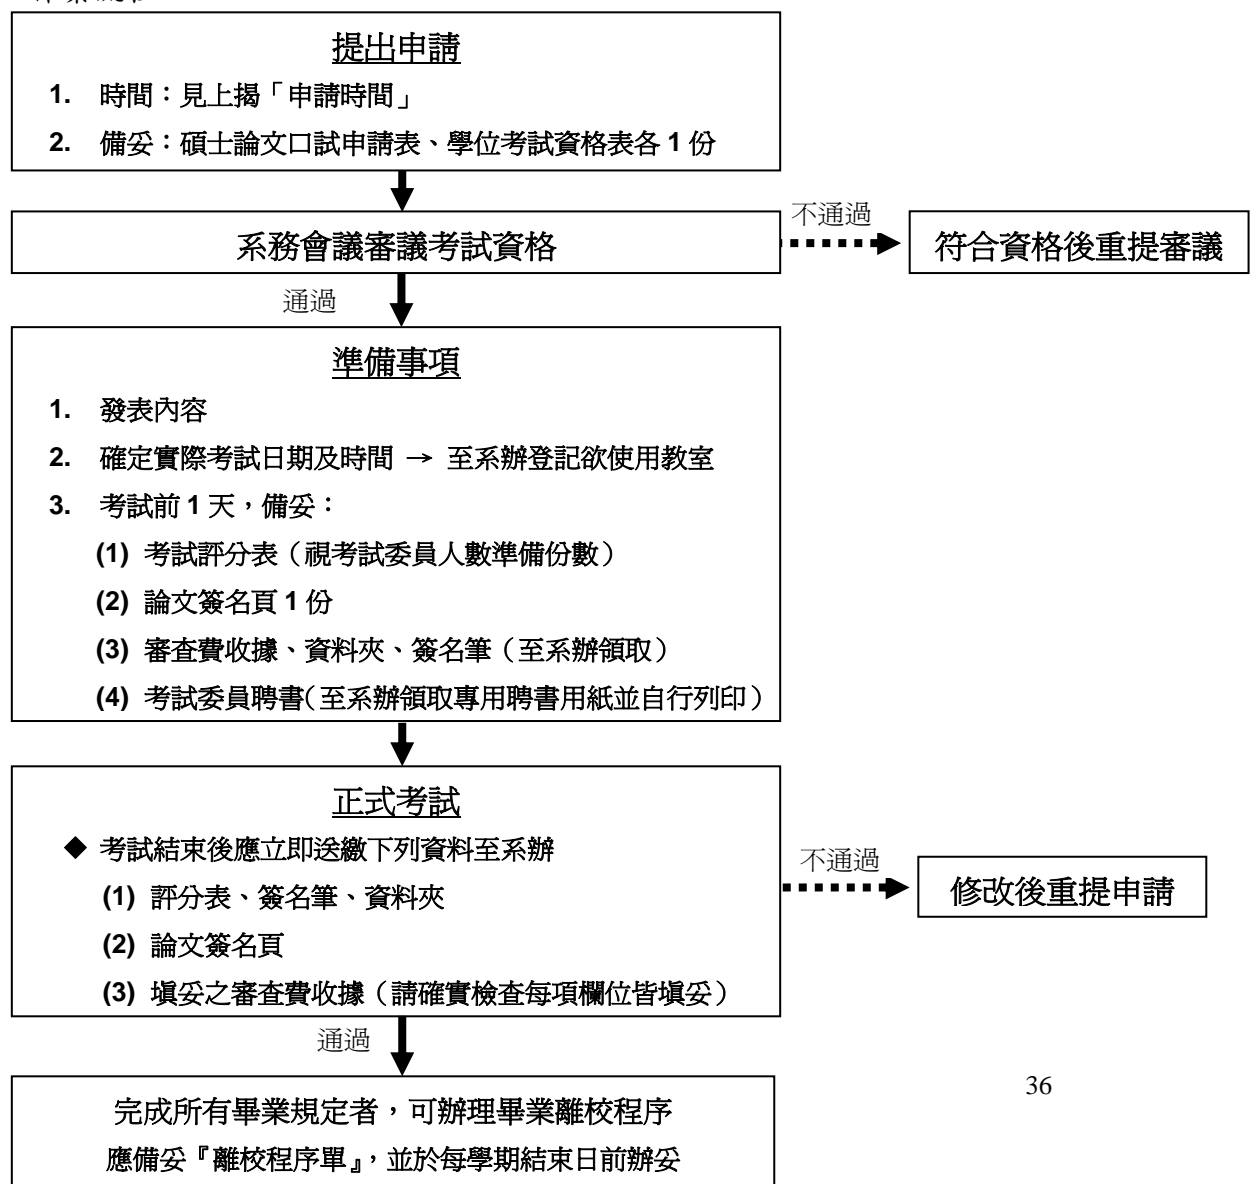 提出申請
1. 時間：見上揭「申請時間」
2. 備妥：碩士論文口試申請表、學位考試資格表各 1 份
系務會議審議考試資格
不通過
符合資格後重提審議
通過
準備事項
1. 發表內容
2. 確定實際考試日期及時間 → 至系辦登記欲使用教室
3. 考試前 1 天，備妥：
(1) 考試評分表（視考試委員人數準備份數）
(2) 論文簽名頁 1 份
(3) 審查費收據、資料夾、簽名筆（至系辦領取）
(4) 考試委員聘書（至系辦領取專用聘書用紙並自行列印）
正式考試
◆ 考試結束後應立即送繳下列資料至系辦
(1) 評分表、簽名筆、資料夾
(2) 論文簽名頁
(3) 填妥之審查費收據（請確實檢查每項欄位皆填妥）
不通過
修改後重提申請
通過
完成所有畢業規定者，可辦理畢業離校程序
應備妥『離校程序單』，並於每學期結束日前辦妥
36